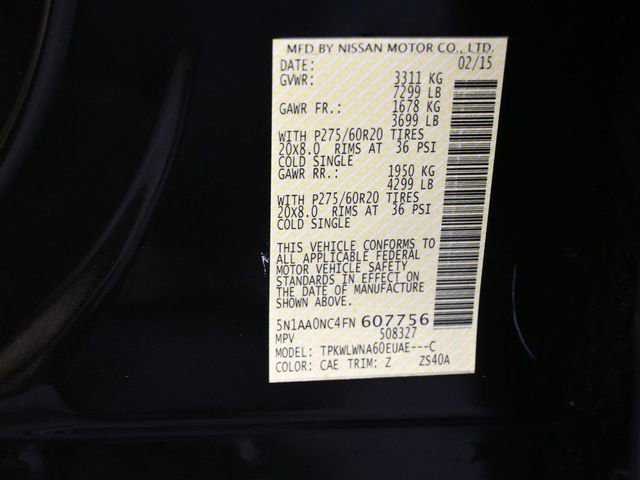 MFD BY NISSAN MOTOR CO., LTD.
DATE: 02/15
GVWR: 3311 KG
7299 LB
GAWR FR.: 1678 KG
3699 LB
WITH P275/60R20 TIRES
20x8.0 RIMS AT 36 PSI
COLD SINGLE
GAWR RR.: 1950 KG
4299 LB
WITH P275/60R20 TIRES
20x8.0 RIMS AT 36 PSI
COLD SINGLE
THIS VEHICLE CONFORMS TO
ALL APPLICABLE FEDERAL
MOTOR VEHICLE SAFETY
STANDARDS IN EFFECT ON
THE DATE OF MANUFACTURE
SHOWN ABOVE.
5N1AA0NC4FN 607756
MPV 508327
MODEL: TPKWLWNA60EUAE---C
COLOR: CAE TRIM: Z ZS40A